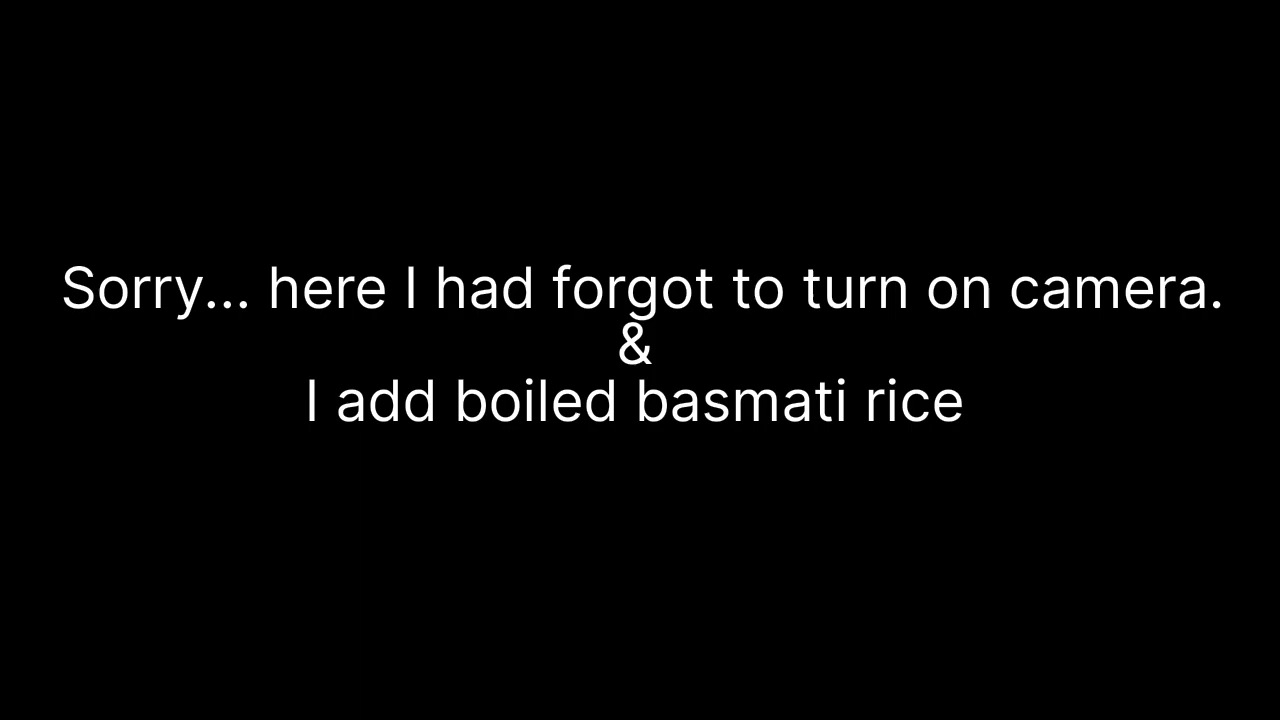 Sorry... here I had forgot to turn on camera.
&
I add boiled basmati rice